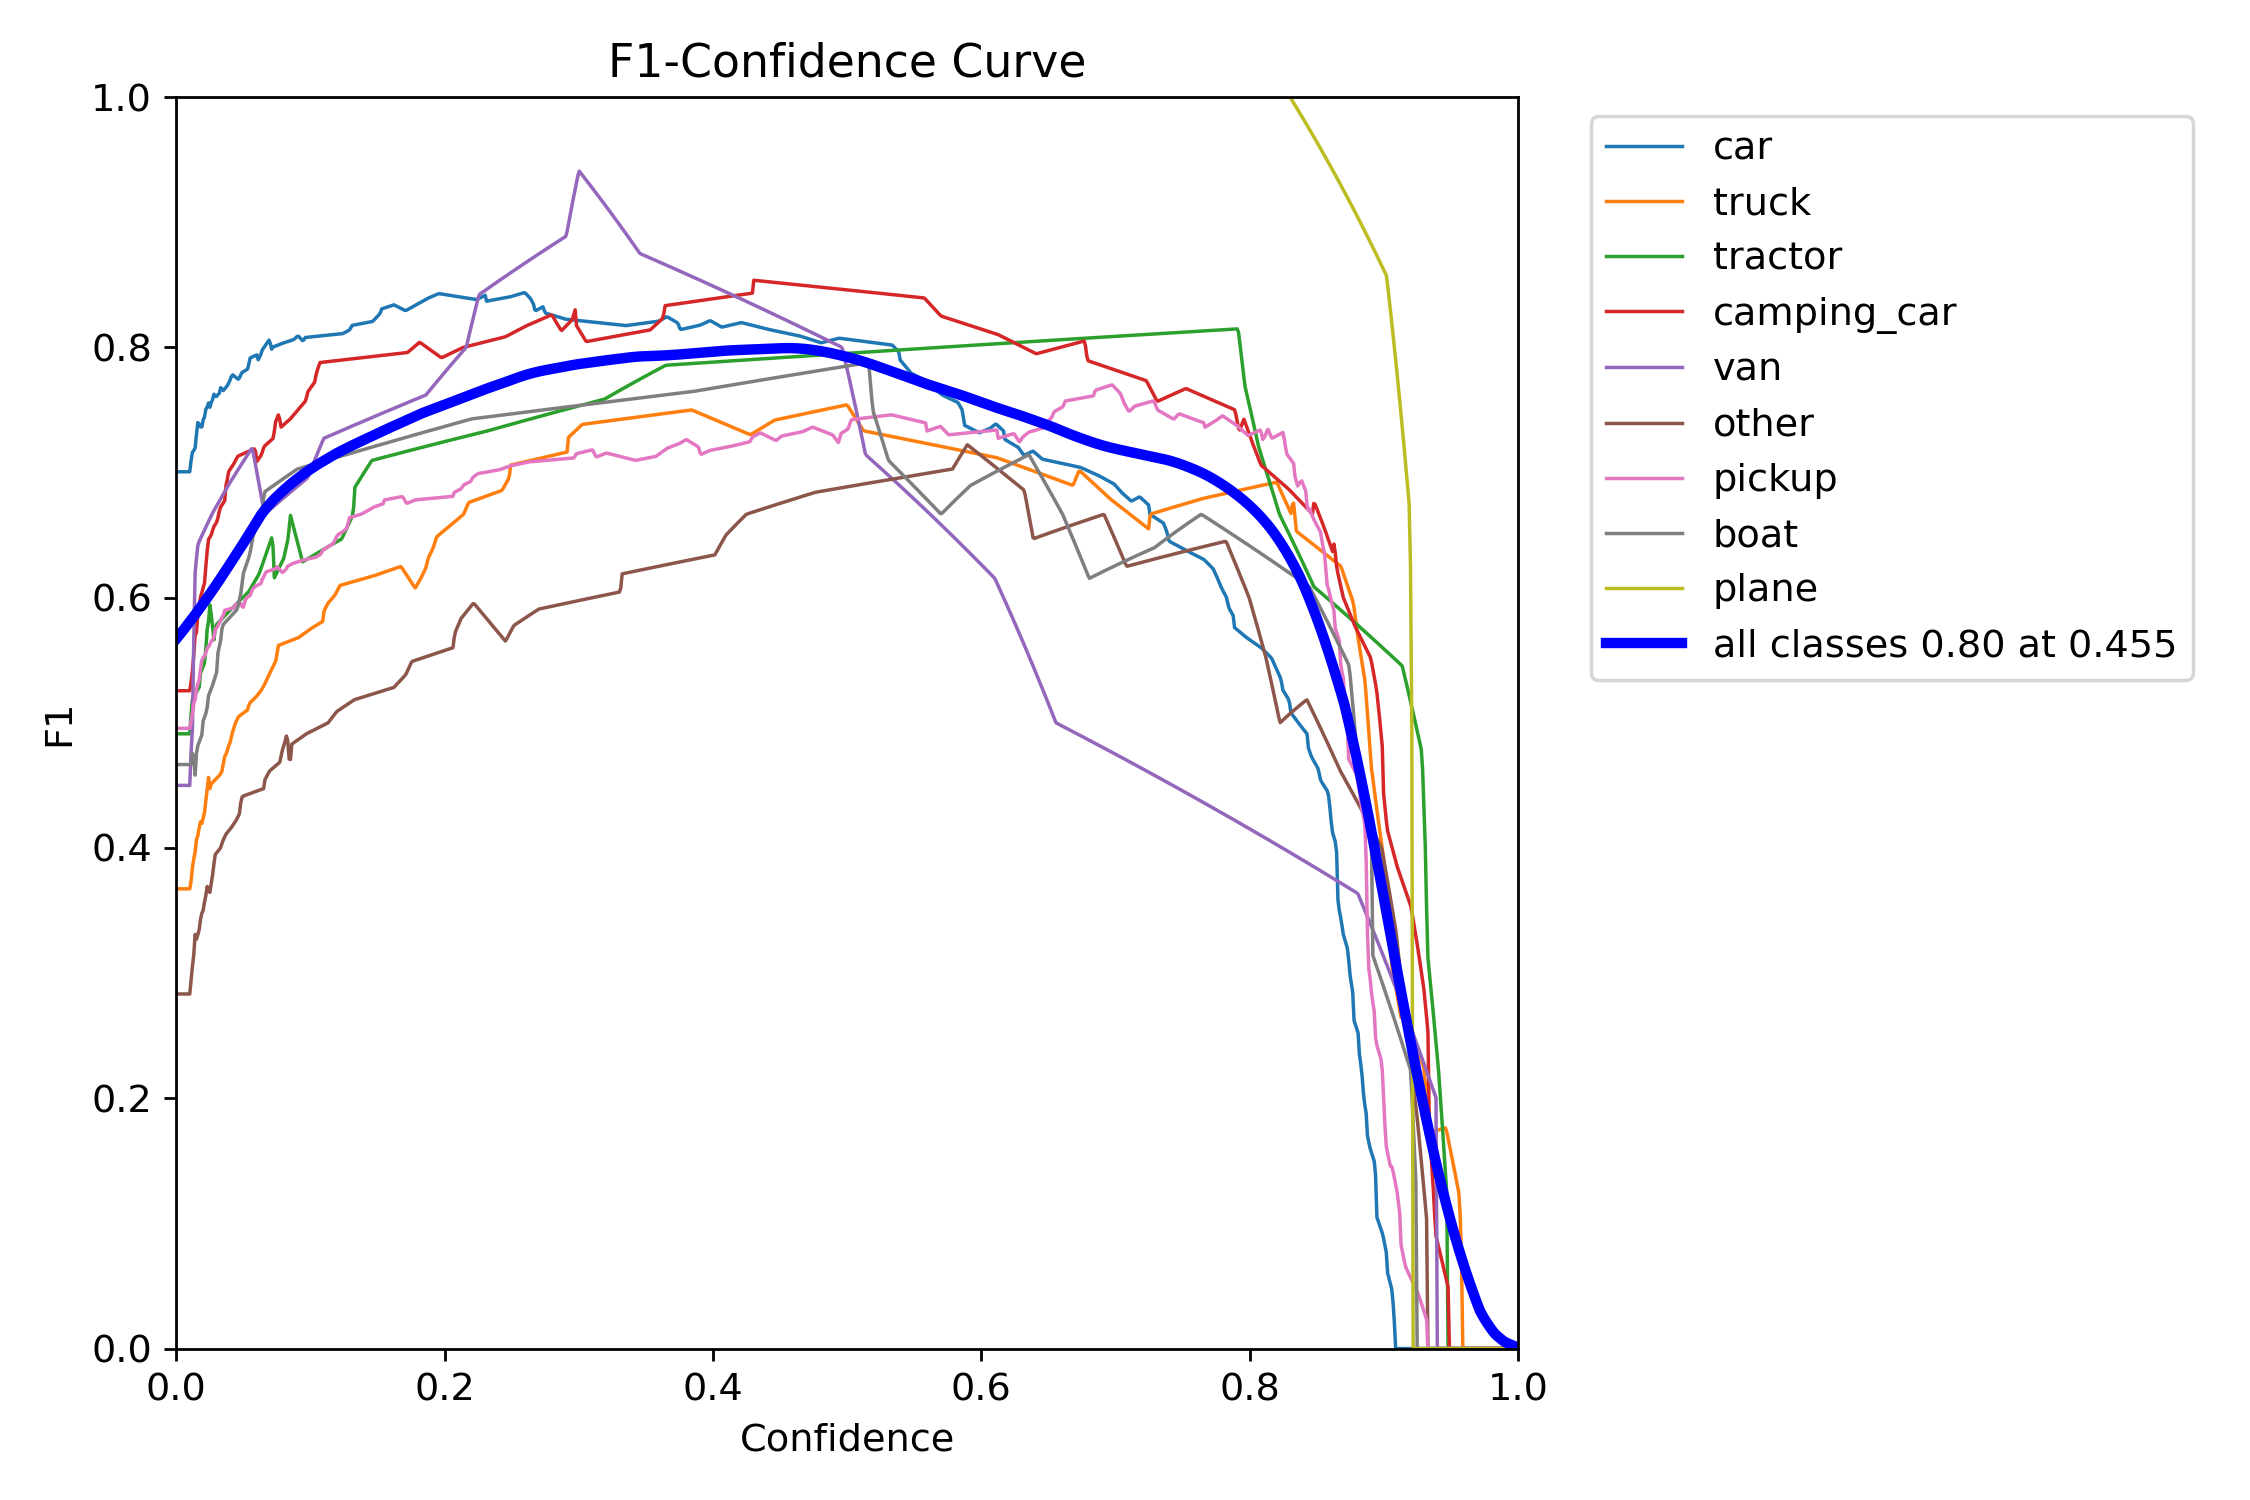 F1-Confidence Curve
1.0
0.8
0.6
0.4
0.2
0.0
F1
0.0 0.2 0.4 0.6 0.8 1.0
Confidence
car
truck
tractor
camping_car
van
other
pickup
boat
plane
all classes 0.80 at 0.455